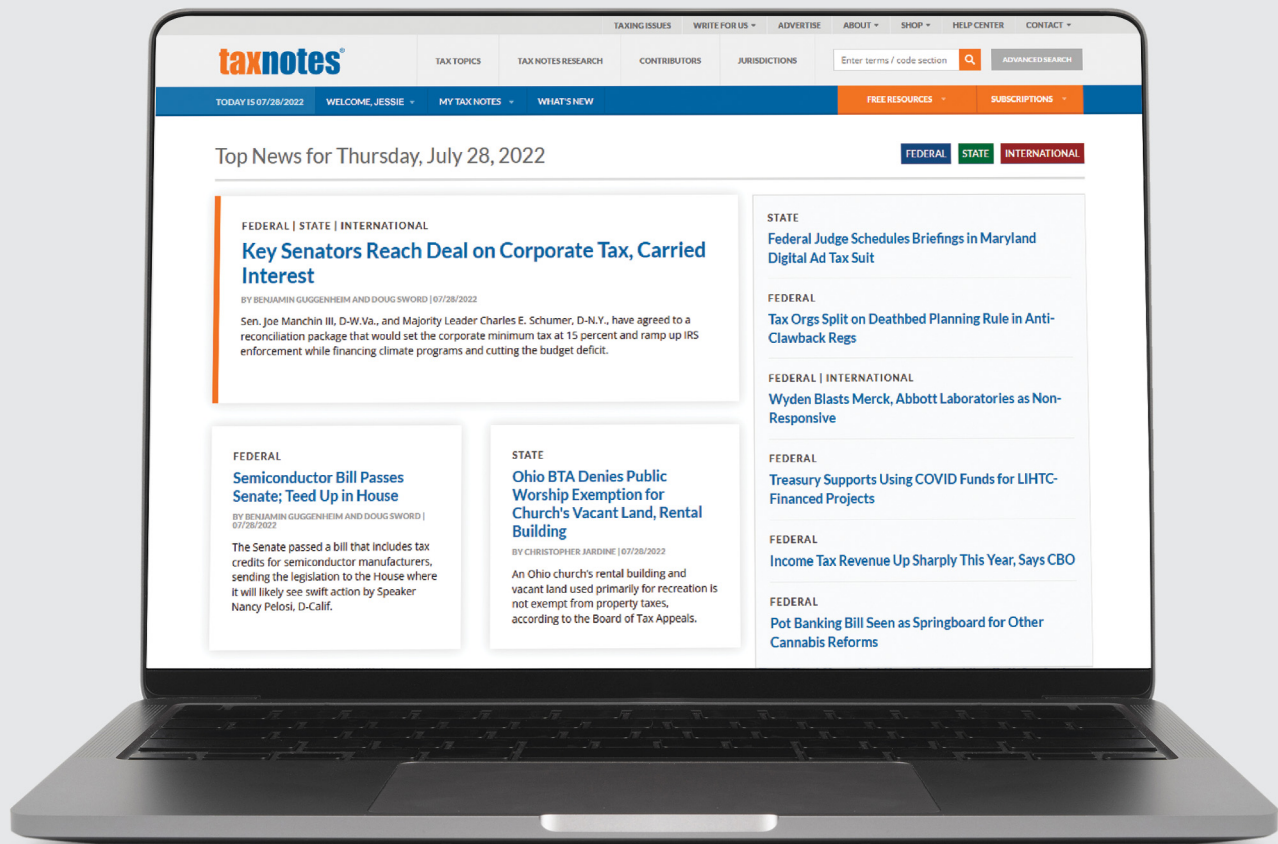 TAXING ISSUES WRITE FOR US ADVERTISE ABOUT SHOP HELP CENTER CONTACT
taxnotes®
TAX TOPICS TAX NOTES RESEARCH CONTRIBUTORS JURISDICTIONS
Enter terms / code section
ADVANCED SEARCH
TODAY IS 07/28/2022 WELCOME, JESSIE MY TAX NOTES WHAT'S NEW
FREE RESOURCES SUBSCRIPTIONS
Top News for Thursday, July 28, 2022
FEDERAL STATE INTERNATIONAL
FEDERAL | STATE | INTERNATIONAL
Key Senators Reach Deal on Corporate Tax, Carried
Interest
BY BENJAMIN GUGGENHEIM AND DOUG SWORD | 07/28/2022
Sen. Joe Manchin III, D-W.Va., and Majority Leader Charles E. Schumer, D-N.Y., have agreed to a
reconciliation package that would set the corporate minimum tax at 15 percent and ramp up IRS
enforcement while financing climate programs and cutting the budget deficit.
FEDERAL
Semiconductor Bill Passes
Senate; Teed Up in House
BY BENJAMIN GUGGENHEIM AND DOUG SWORD |
07/28/2022
The Senate passed a bill that includes tax
credits for semiconductor manufacturers,
sending the legislation to the House where
it will likely see swift action by Speaker
Nancy Pelosi, D-Calif.
STATE
Ohio BTA Denies Public
Worship Exemption for
Church's Vacant Land, Rental
Building
BY CHRISTOPHER JARDINE | 07/28/2022
An Ohio church's rental building and
vacant land used primarily for recreation is
not exempt from property taxes,
according to the Board of Tax Appeals.
STATE
Federal Judge Schedules Briefings in Maryland
Digital Ad Tax Suit
FEDERAL
Tax Orgs Split on Deathbed Planning Rule in Anti-
Clawback Regs
FEDERAL | INTERNATIONAL
Wyden Blasts Merck, Abbott Laboratories as Non-
Responsive
FEDERAL
Treasury Supports Using COVID Funds for LIHTC-
Financed Projects
FEDERAL
Income Tax Revenue Up Sharply This Year, Says CBO
FEDERAL
Pot Banking Bill Seen as Springboard for Other
Cannabis Reforms